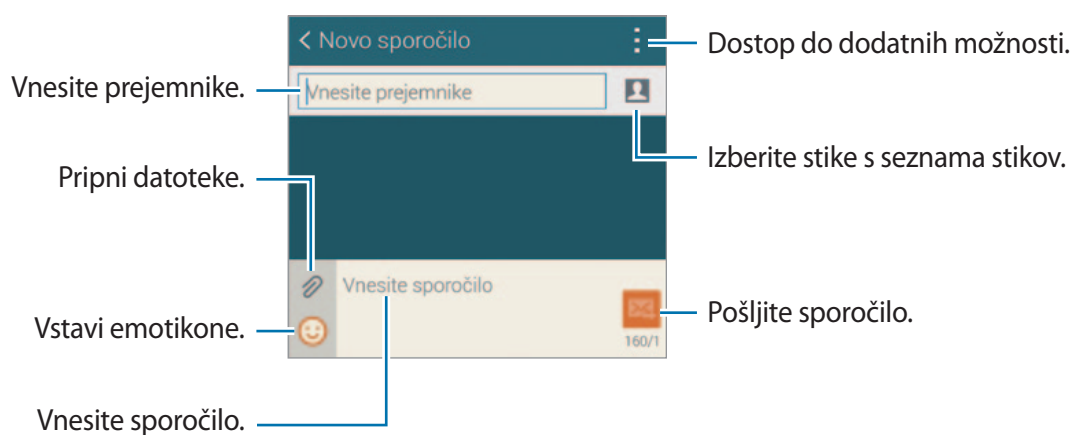 Novo sporočilo
Dostop do dodatnih možnosti.
Vnesite prejemnike.
Vnesite prejemnike
Izberite stike s seznama stikov.
Pripni datoteke.
Vnesite sporočilo
Vstavi emotikone.
Pošljite sporočilo.
160/1
Vnesite sporočilo.